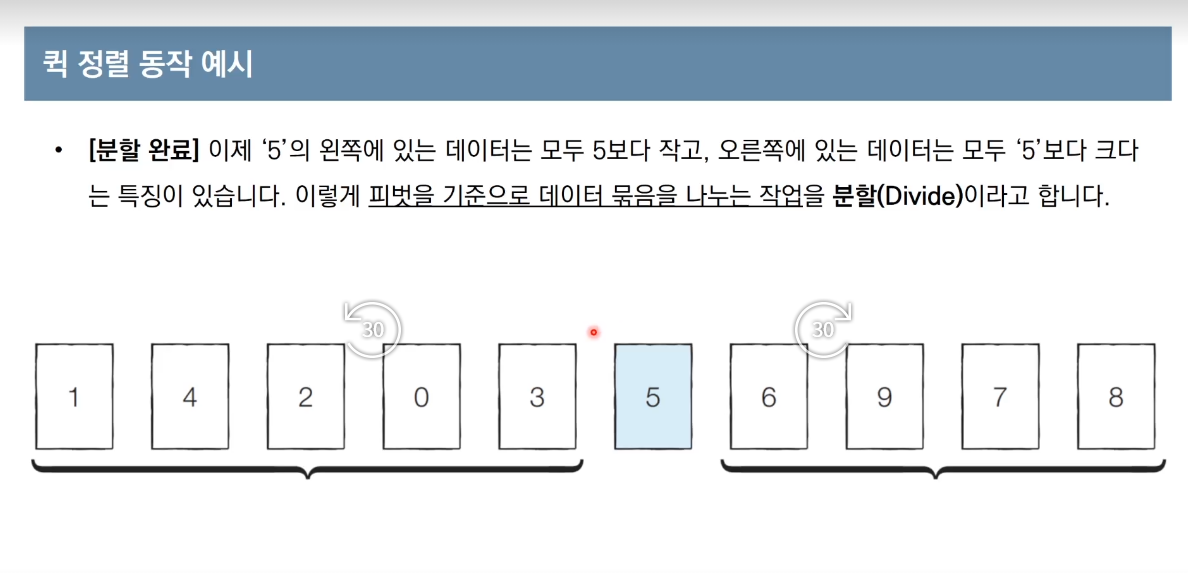 퀵 정렬 동작 예시
• [분할 완료] 이제 ‘5’의 왼쪽에 있는 데이터는 모두 5보다 작고, 오른쪽에 있는 데이터는 모두 ‘5’보다 크다
는 특징이 있습니다. 이렇게 피벗을 기준으로 데이터 묶음을 나누는 작업을 분할(Divide)이라고 합니다.
30 30
1 4 2 0 3 5 6 9 7 8